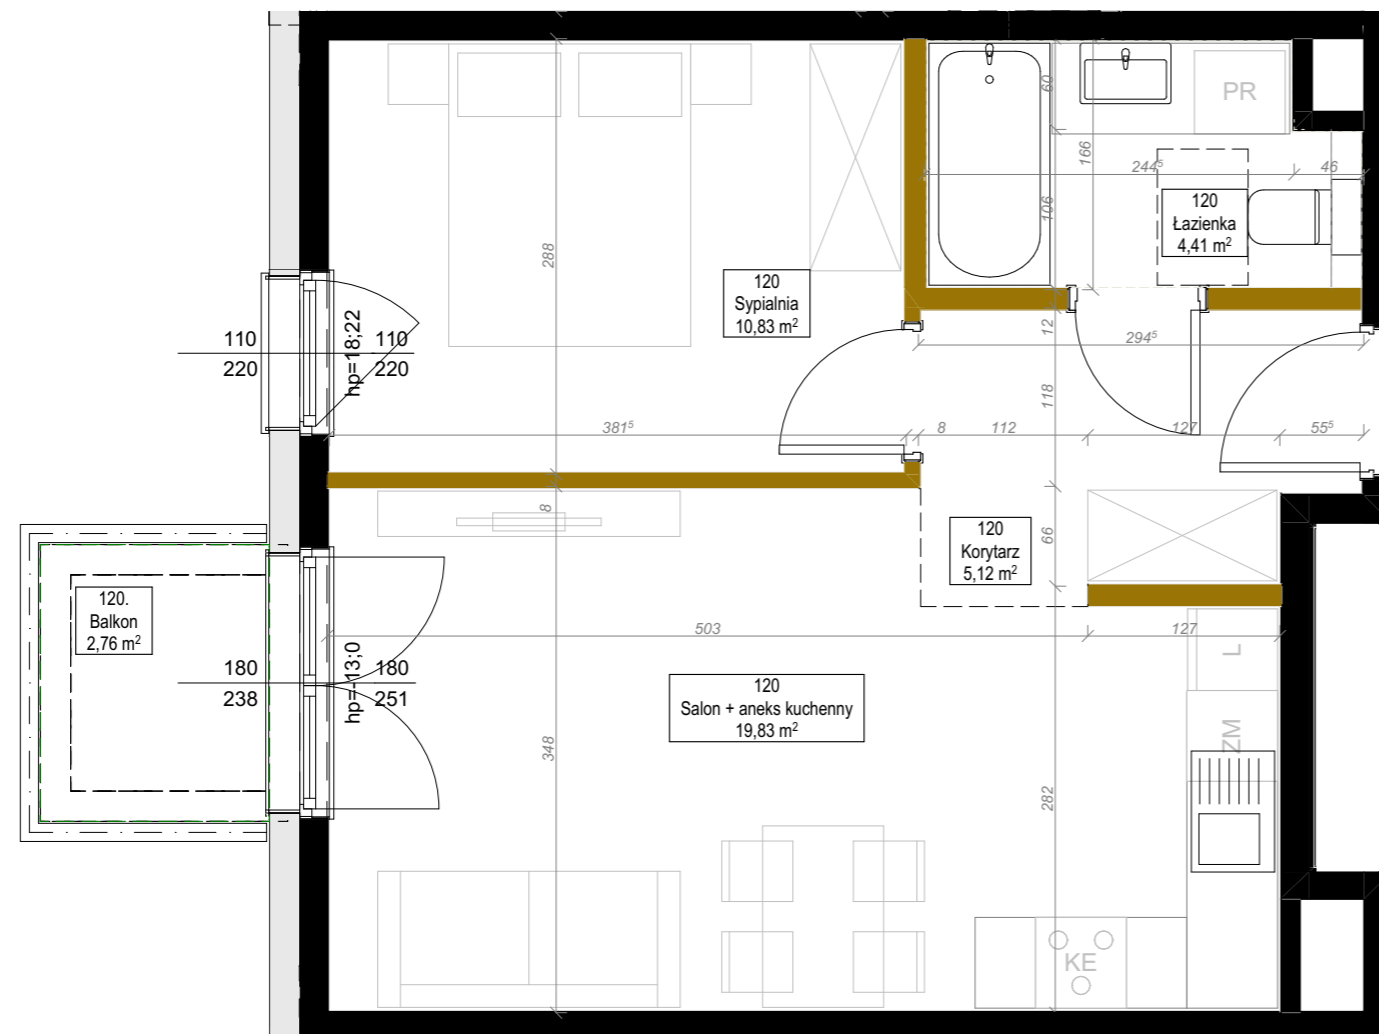 60
PR
166
244⁵
46
106
120
Łazienka
4,41 m²
288
120
Sypialnia
10,83 m²
12
294⁵
110
220
hp=18;22
110
220
118
381⁵
8
112
127
55⁵
8
66
120
Korytarz
5,12 m²
120.
Balkon
2,76 m²
503
127
L
180
238
hp=-13;0
180
251
120
Salon + aneks kuchenny
19,83 m²
ZM
348
282
KE